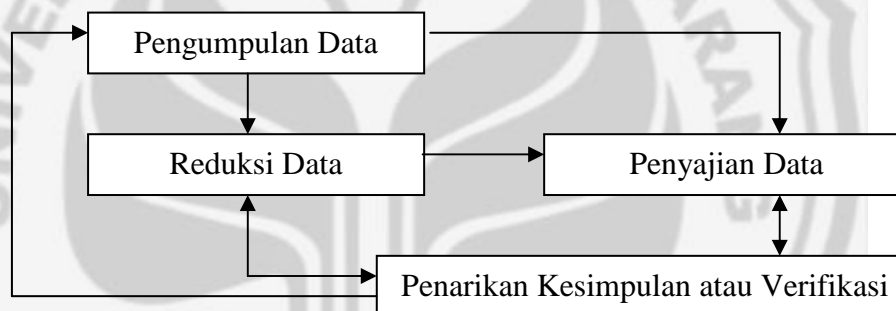 Pengumpulan Data
Reduksi Data
Penyajian Data
Penarikan Kesimpulan atau Verifikasi